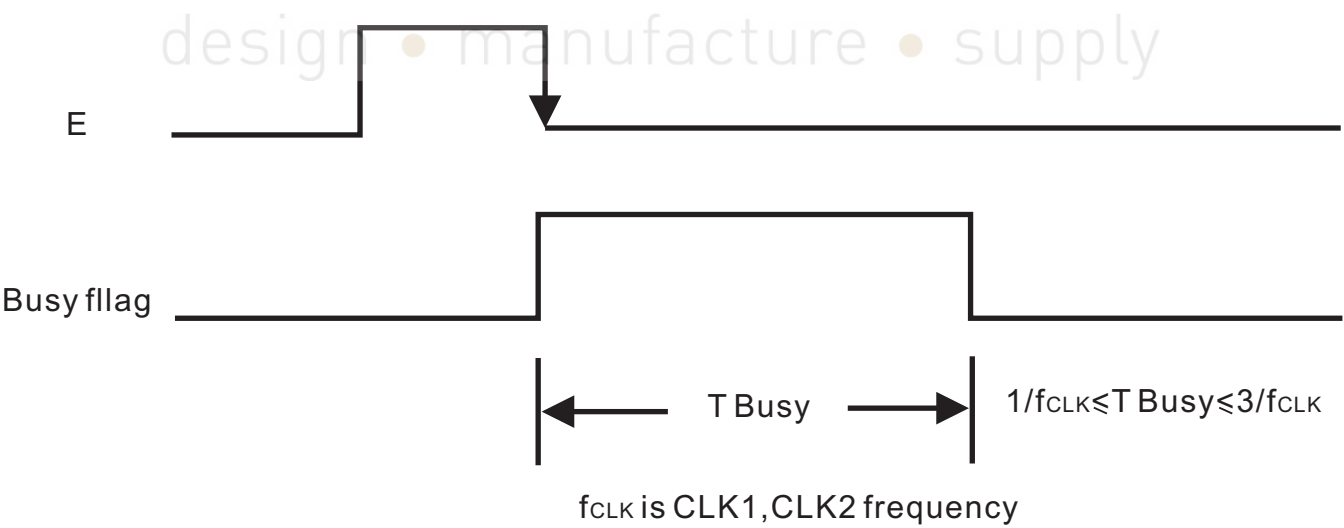 design • manufacture • supply
E
Busy fllag
T Busy
1/fCLK≤T Busy≤3/fCLK
fCLK is CLK1,CLK2 frequency